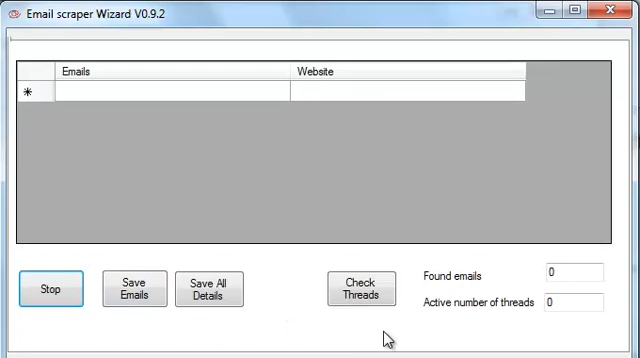 Email scraper Wizard V0.9.2
Emails Website
Stop
Save
Emails
Save All
Details
Check
Threads
Found emails 0
Active number of threads 0